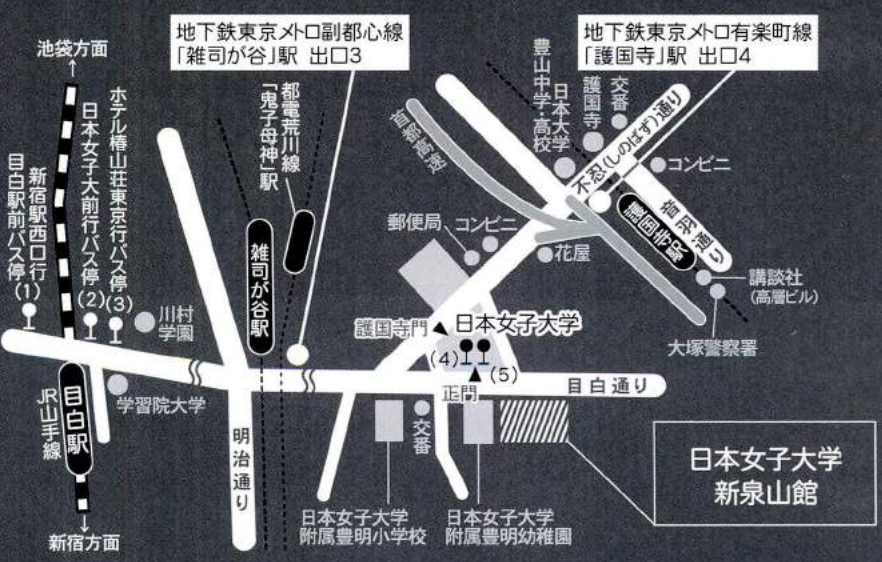 地下鉄東京メトロ副都心線
「雑司が谷」駅 出口3
地下鉄東京メトロ有楽町線
「護国寺」駅 出口4
池袋方面
新宿駅西口行
目白駅前バス停
(1)
日本女子大前行バス停
(2)
ホテル椿山荘東京行バス停
(3)
都電荒川線
「鬼子母神」駅
首都高速
豊山中学・高校
日本大学
護国寺
交番
不忍(しのばず)通り
コンビニ
音羽通り
護国寺駅
郵便局
コンビニ
花屋
講談社
(高層ビル)
大塚警察署
川村
学園
雑司が谷駅
護国寺門
日本女子大学
(4)
(5)
正門
目白通り
学習院大学
目白駅
JR山手線
明治通り
交番
日本女子大学
附属豊明小学校
日本女子大学
附属豊明幼稚園
日本女子大学
新泉山館
新宿方面